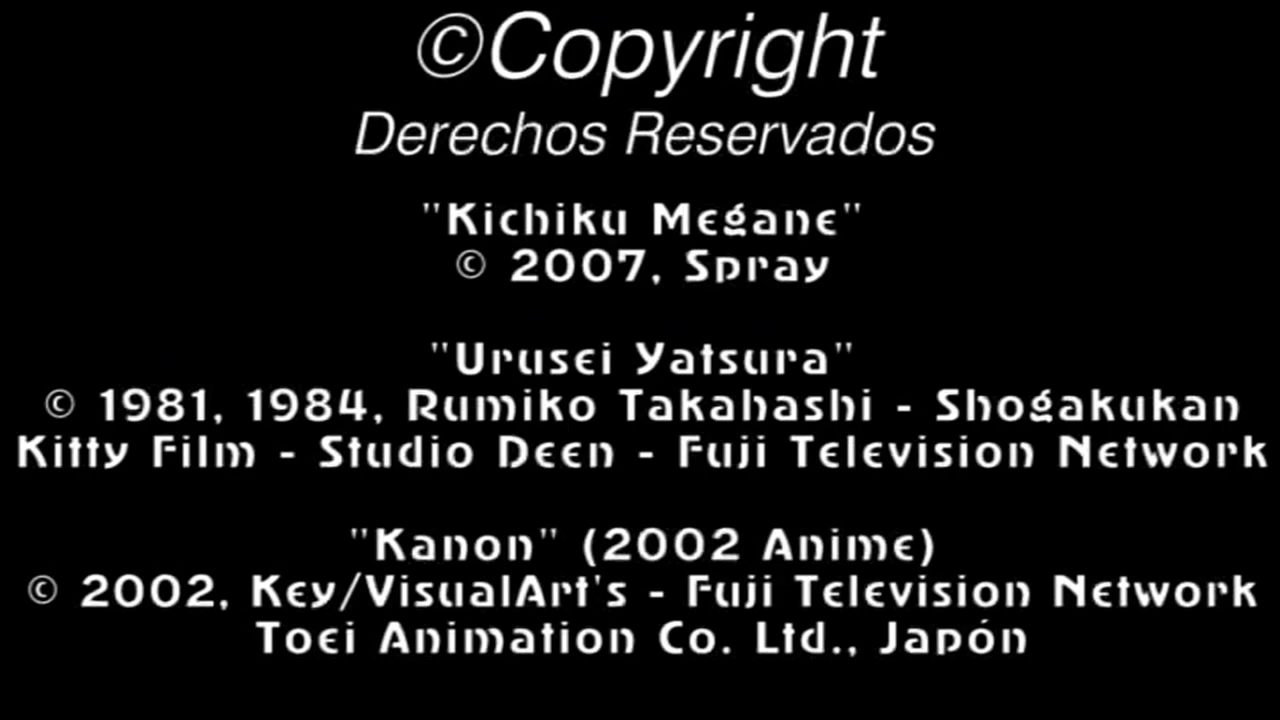 ©Copyright
Derechos Reservados
"Kichiku Megane"
© 2007, Spray
"Urusei Yatsura"
© 1981, 1984, Rumiko Takahashi - Shogakukan
Kitty Film - Studio Deen - Fuji Television Network
"Kanon" (2002 Anime)
© 2002, Key/VisualArt's - Fuji Television Network
Toei Animation Co. Ltd., Japón